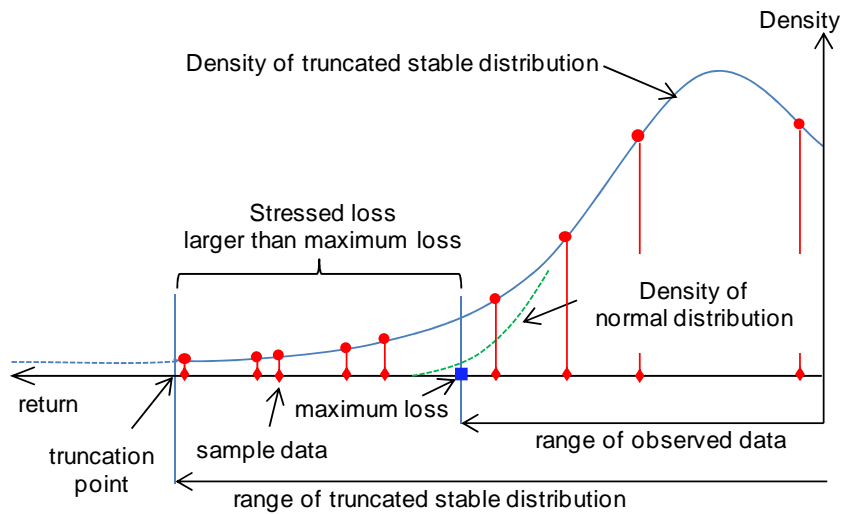 Density
Density of truncated stable distribution
Stressed loss
larger than maximum loss
Density of
normal distribution
return
maximum loss
truncation
point
sample data
range of observed data
range of truncated stable distribution